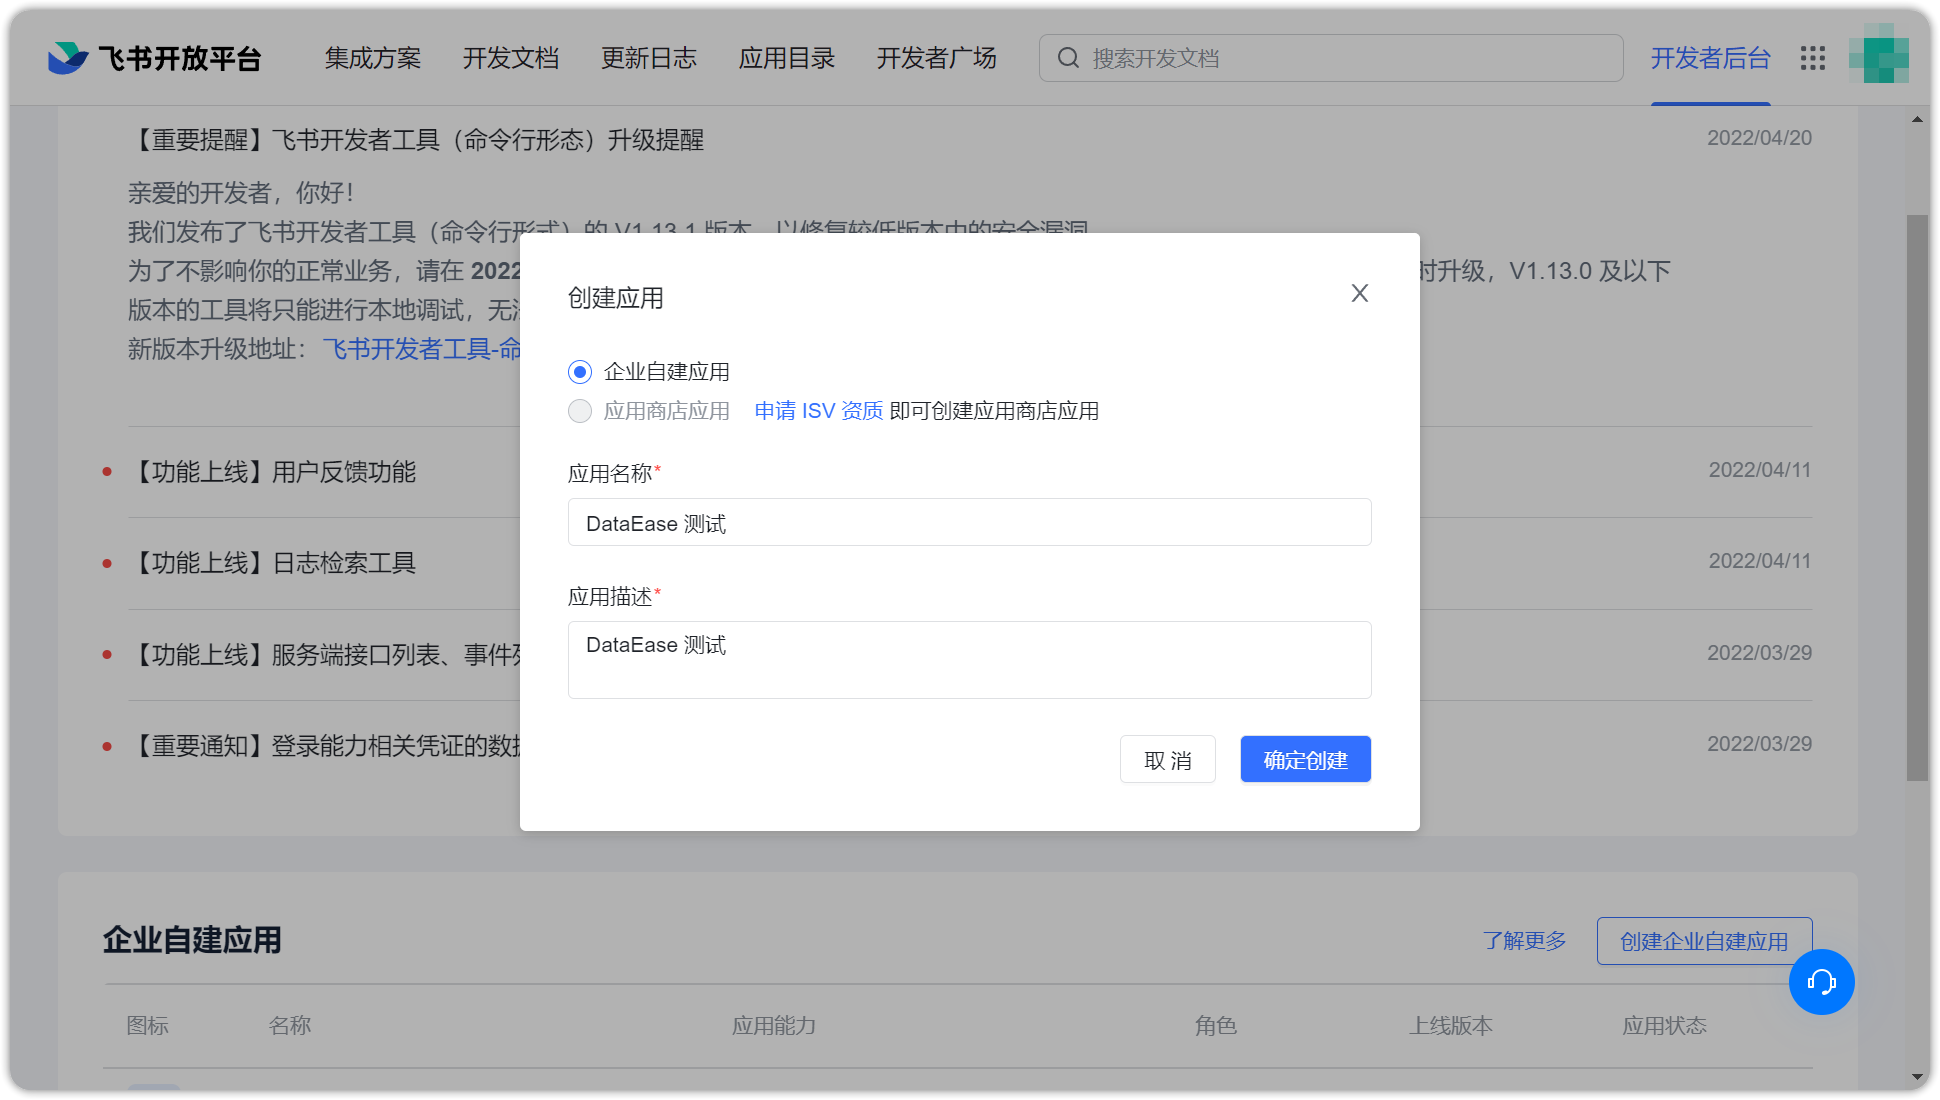 飞书开放平台 集成方案 开发文档 更新日志 应用目录 开发者广场 搜索开发文档 开发者后台
【重要提醒】飞书开发者工具（命令行形态）升级提醒 2022/04/20
亲爱的开发者，你好！
我们发布了飞书开发者工具（命令行形式）的 V1.13.1 版本，以修复较低版本中的安全漏洞
为了不影响你的正常业务，请在 2022 时升级，V1.13.0 及以下
版本的工具将只能进行本地调试，无
新版本升级地址：飞书开发者工具-命
创建应用
企业自建应用
应用商店应用 申请 ISV 资质 即可创建应用商店应用
应用名称*
DataEase 测试
应用描述*
DataEase 测试
取 消 确定创建
【功能上线】用户反馈功能 2022/04/11
【功能上线】日志检索工具 2022/04/11
【功能上线】服务端接口列表、事件 2022/03/29
【重要通知】登录能力相关凭证的数 2022/03/29
企业自建应用 了解更多 创建企业自建应用
图标 名称 应用能力 角色 上线版本 应用状态